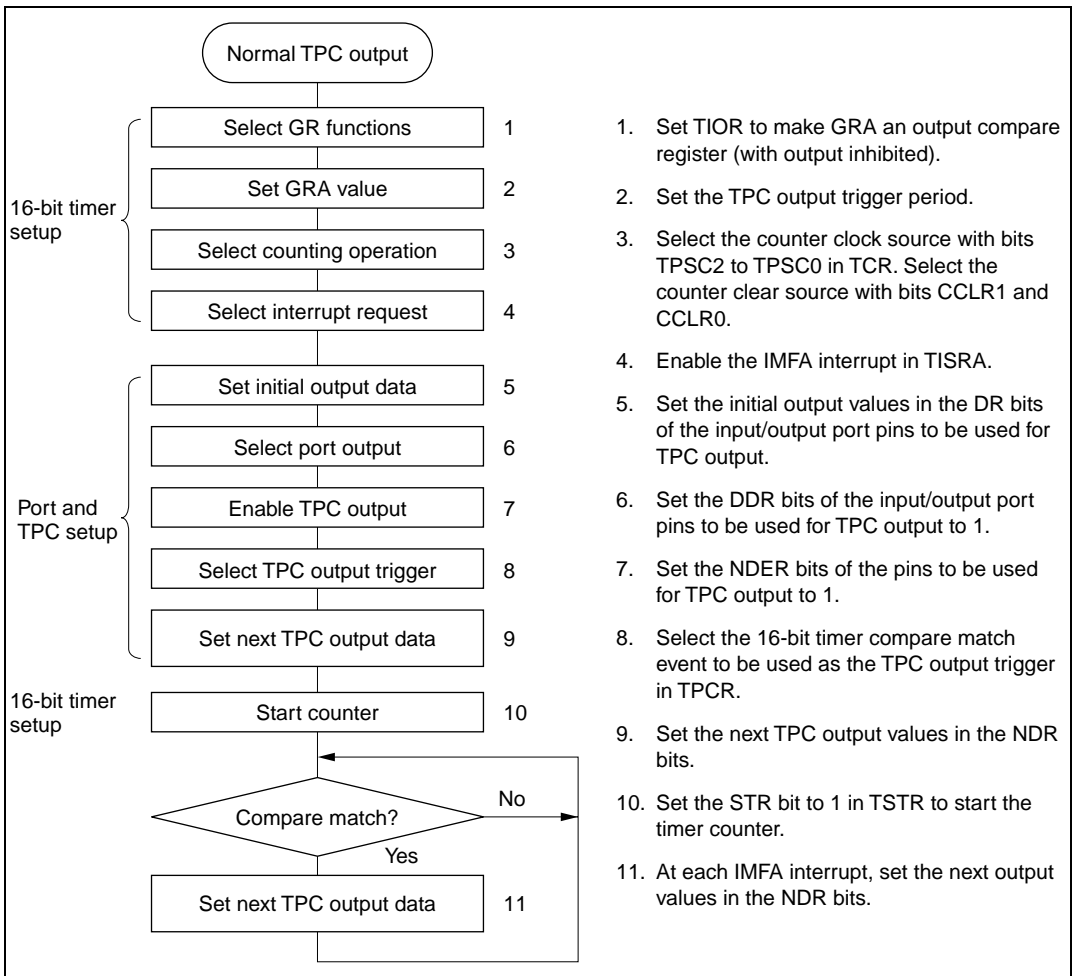 Normal TPC output
16-bit timer
setup
Select GR functions
1
Set GRA value
2
Select counting operation
3
Select interrupt request
4
Port and
TPC setup
Set initial output data
5
Select port output
6
Enable TPC output
7
Select TPC output trigger
8
Set next TPC output data
9
16-bit timer
setup
Start counter
10
Compare match?
No
Yes
Set next TPC output data
11
1. Set TIOR to make GRA an output compare
register (with output inhibited).
2. Set the TPC output trigger period.
3. Select the counter clock source with bits
TPSC2 to TPSC0 in TCR. Select the
counter clear source with bits CCLR1 and
CCLR0.
4. Enable the IMFA interrupt in TISRA.
5. Set the initial output values in the DR bits
of the input/output port pins to be used for
TPC output.
6. Set the DDR bits of the input/output port
pins to be used for TPC output to 1.
7. Set the NDER bits of the pins to be used
for TPC output to 1.
8. Select the 16-bit timer compare match
event to be used as the TPC output trigger
in TPCR.
9. Set the next TPC output values in the NDR
bits.
10. Set the STR bit to 1 in TSTR to start the
timer counter.
11. At each IMFA interrupt, set the next output
values in the NDR bits.